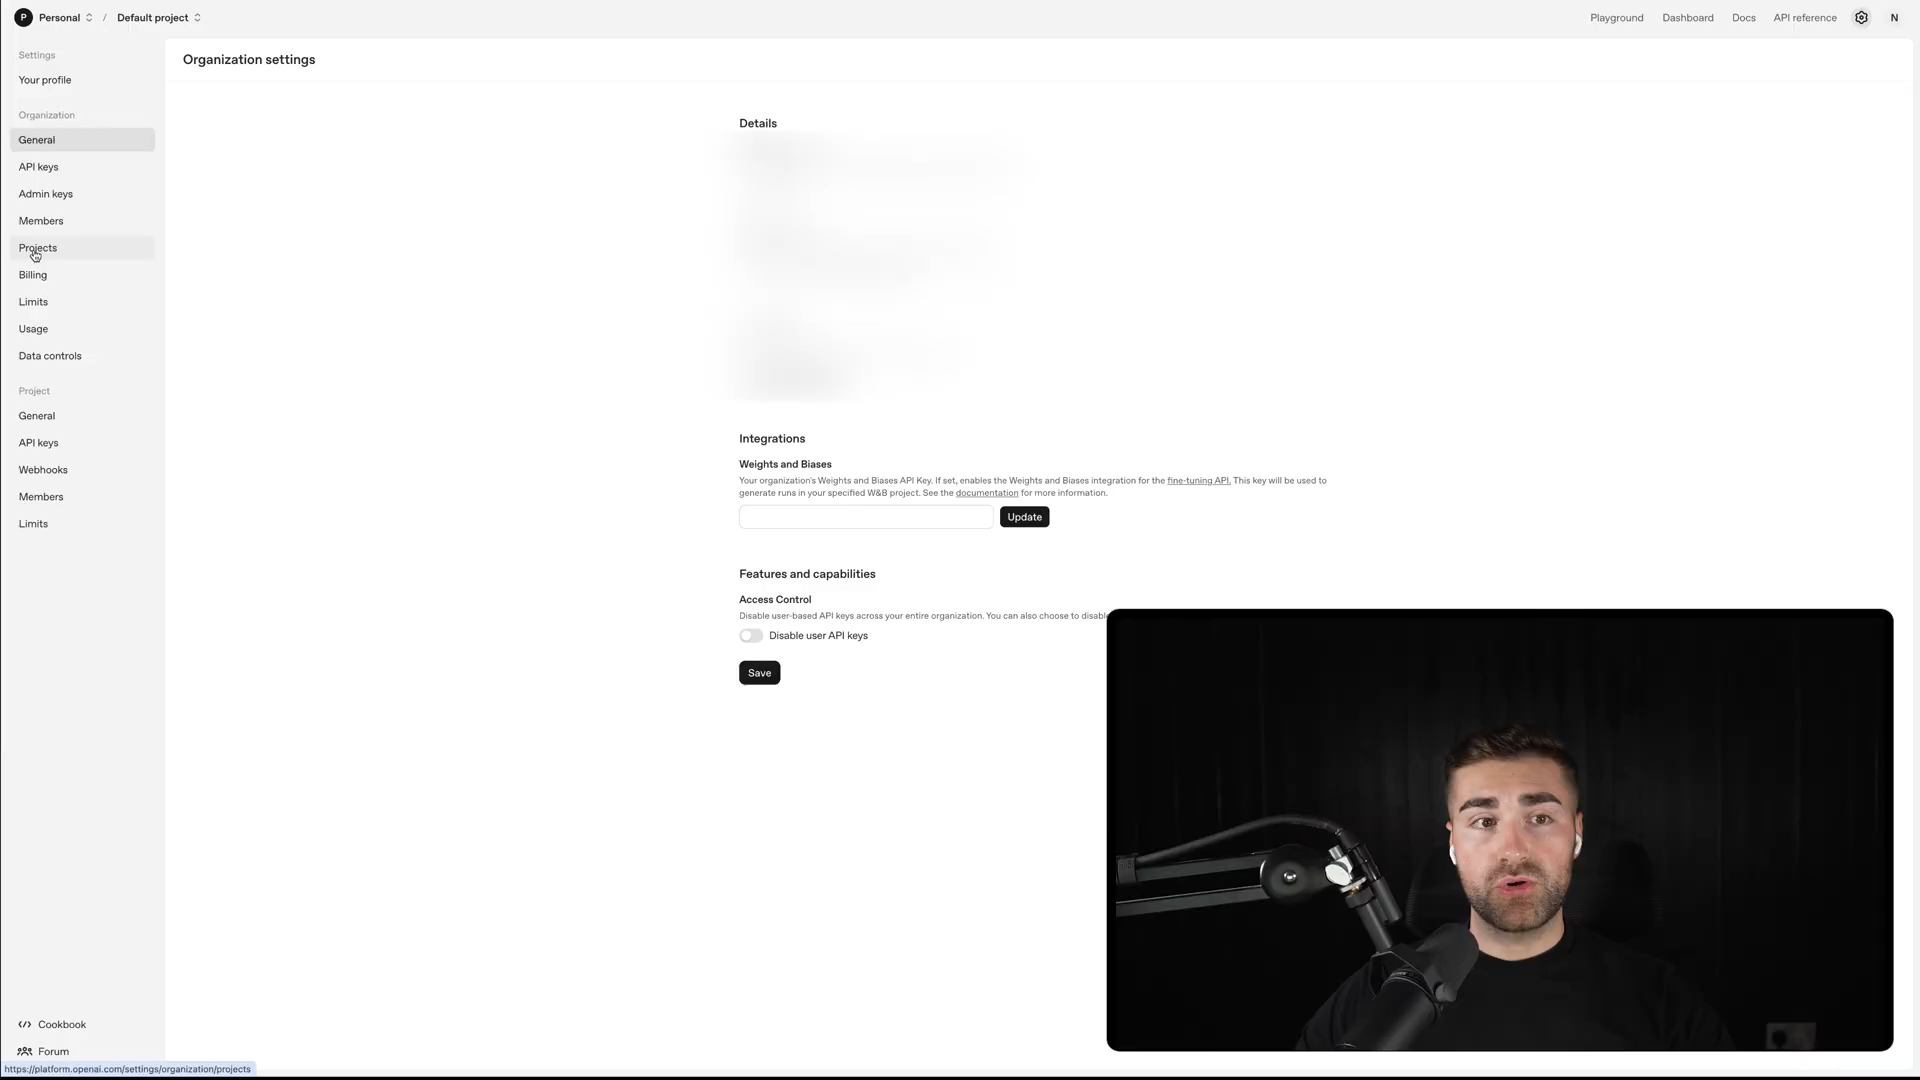 P Personal / Default project
Playground Dashboard Docs API reference N
Settings
Your profile
Organization
General
API keys
Admin keys
Members
Projects
Billing
Limits
Usage
Data controls
Project
General
API keys
Webhooks
Members
Limits
Cookbook
Forum
https://platform.openai.com/settings/organization/projects
Organization settings
Details
Integrations
Weights and Biases
Your organization's Weights and Biases API Key. If set, enables the Weights and Biases integration for the fine-tuning API. This key will be used to
generate runs in your specified W&B project. See the documentation for more information.
Update
Features and capabilities
Access Control
Disable user-based API keys across your entire organization. You can also choose to disabl
Disable user API keys
Save